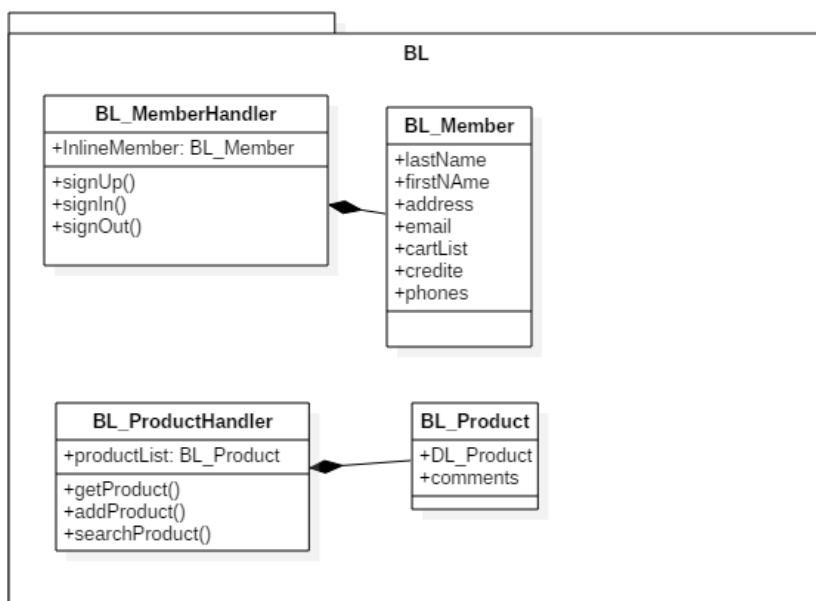 BL
BL_MemberHandler
+InlineMember: BL_Member
+signUp()
+signIn()
+signOut()
BL_Member
+lastName
+firstNAme
+address
+email
+cartList
+credite
+phones
BL_ProductHandler
+productList: BL_Product
+getProduct()
+addProduct()
+searchProduct()
BL_Product
+DL_Product
+comments